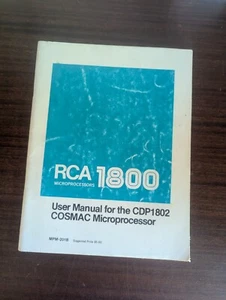 RCA 1800
MICROPROCESSORS
User Manual for the CDP1802
COSMAC Microprocessor
MPM-201B